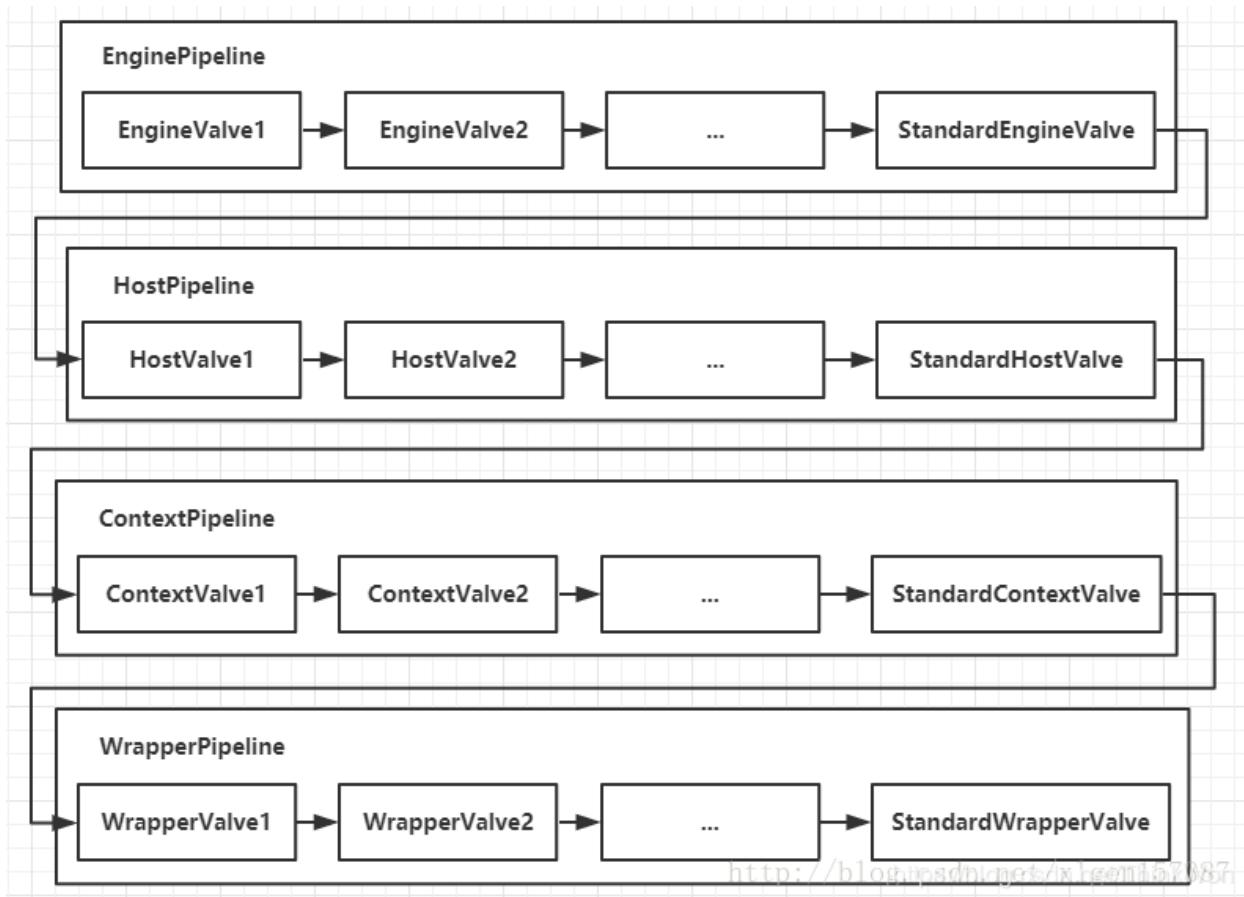 EnginePipeline
EngineValve1
EngineValve2
...
StandardEngineValve
HostPipeline
HostValve1
HostValve2
...
StandardHostValve
ContextPipeline
ContextValve1
ContextValve2
...
StandardContextValve
WrapperPipeline
WrapperValve1
WrapperValve2
...
StandardWrapperValve